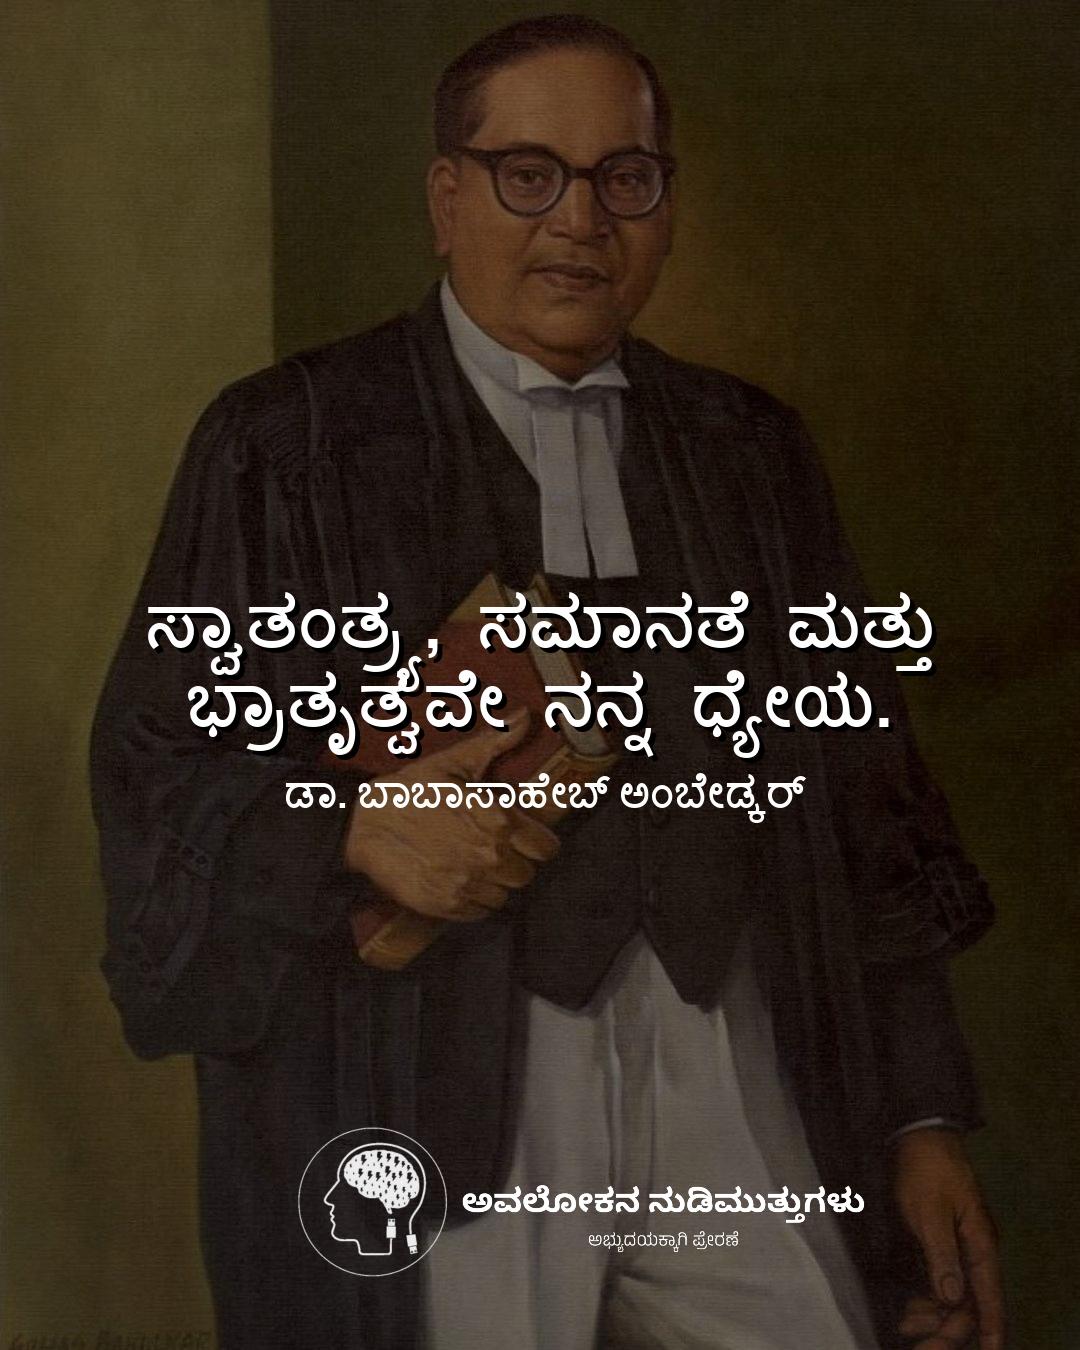 ಸ್ವಾತಂತ್ರ್ಯ, ಸಮಾನತೆ ಮತ್ತು
ಭ್ರಾತೃತ್ವವೇ ನನ್ನ ಧ್ಯೇಯ.
ಡಾ. ಬಾಬಾಸಾಹೇಬ್ ಅಂಬೇಡ್ಕರ್
ಅವಲೋಕನ ನುಡಿಮುತ್ತುಗಳು
ಅಭ್ಯುದಯಕ್ಕಾಗಿ ಪ್ರೇರಣೆ